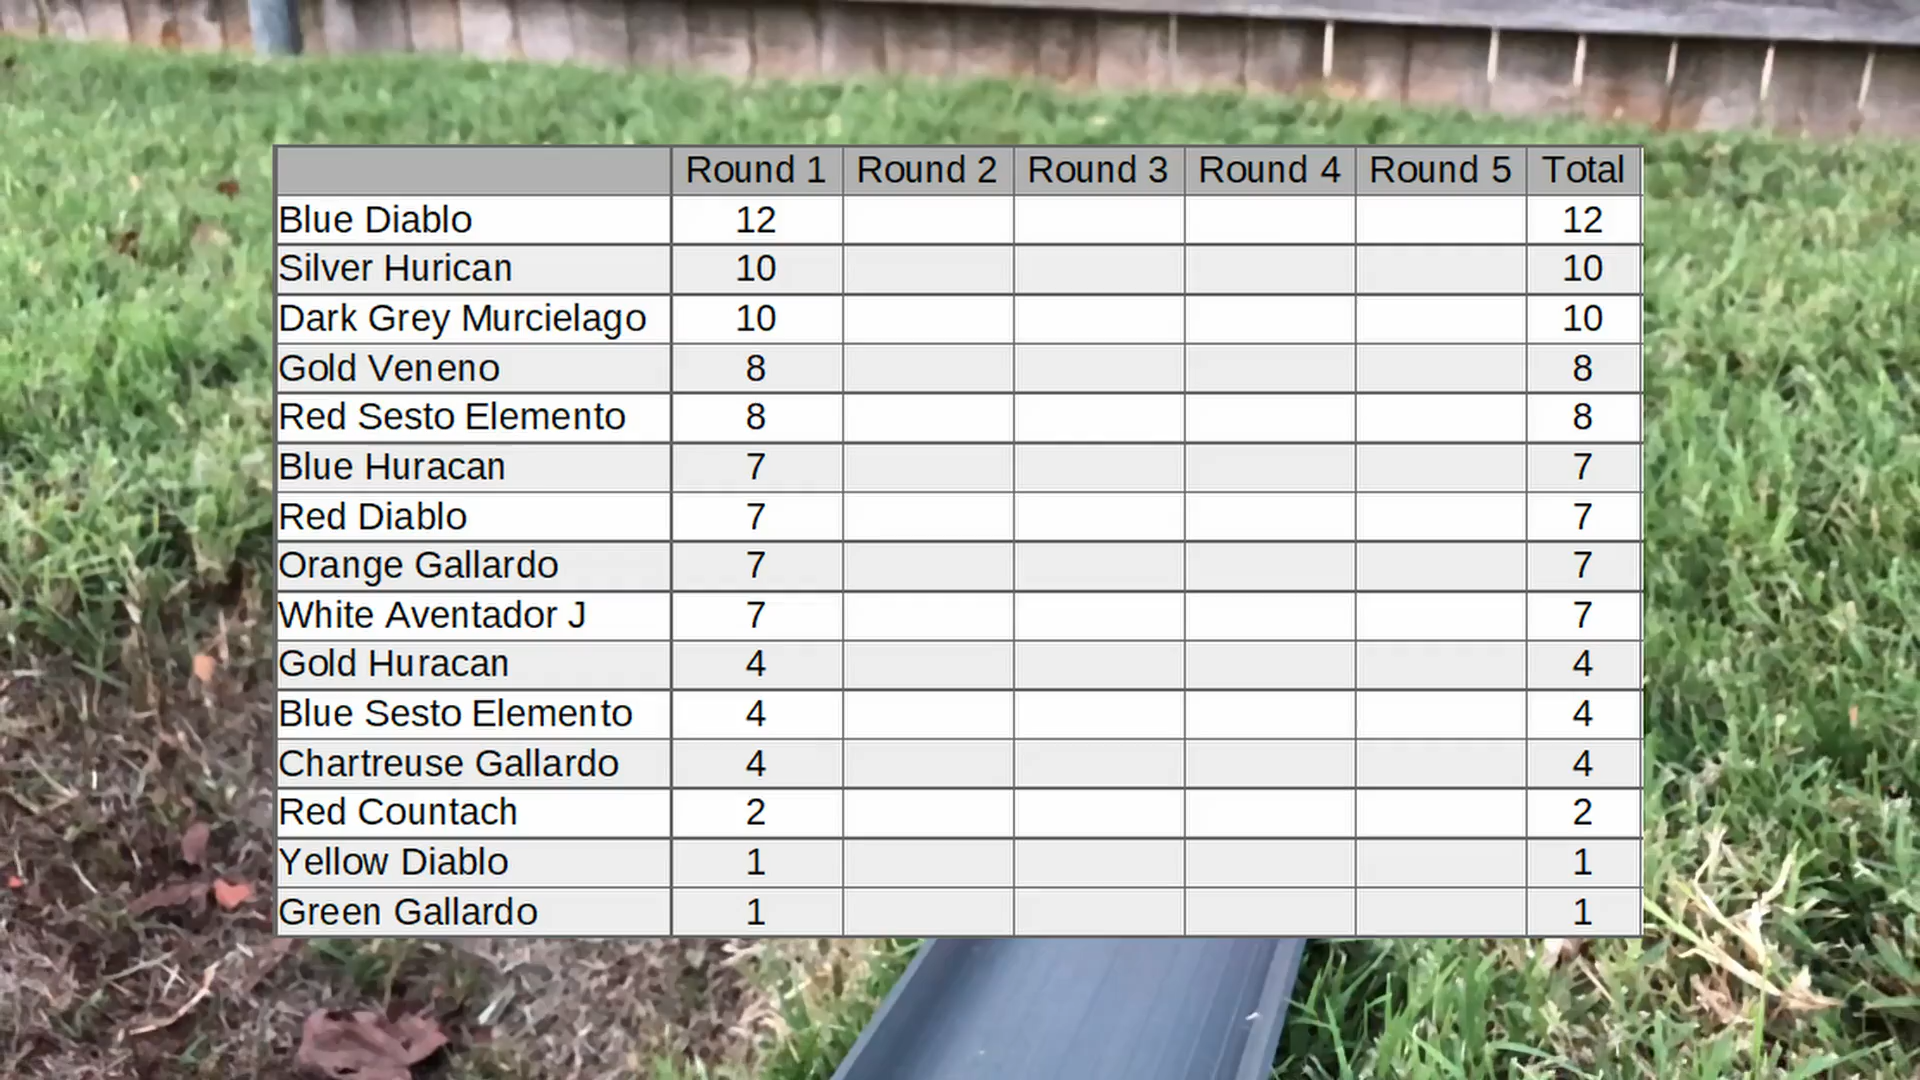 Round 1 Round 2 Round 3 Round 4 Round 5 Total
Blue Diablo 12 12
Silver Hurican 10 10
Dark Grey Murcielago 10 10
Gold Veneno 8 8
Red Sesto Elemento 8 8
Blue Huracan 7 7
Red Diablo 7 7
Orange Gallardo 7 7
White Aventador J 7 7
Gold Huracan 4 4
Blue Sesto Elemento 4 4
Chartreuse Gallardo 4 4
Red Countach 2 2
Yellow Diablo 1 1
Green Gallardo 1 1